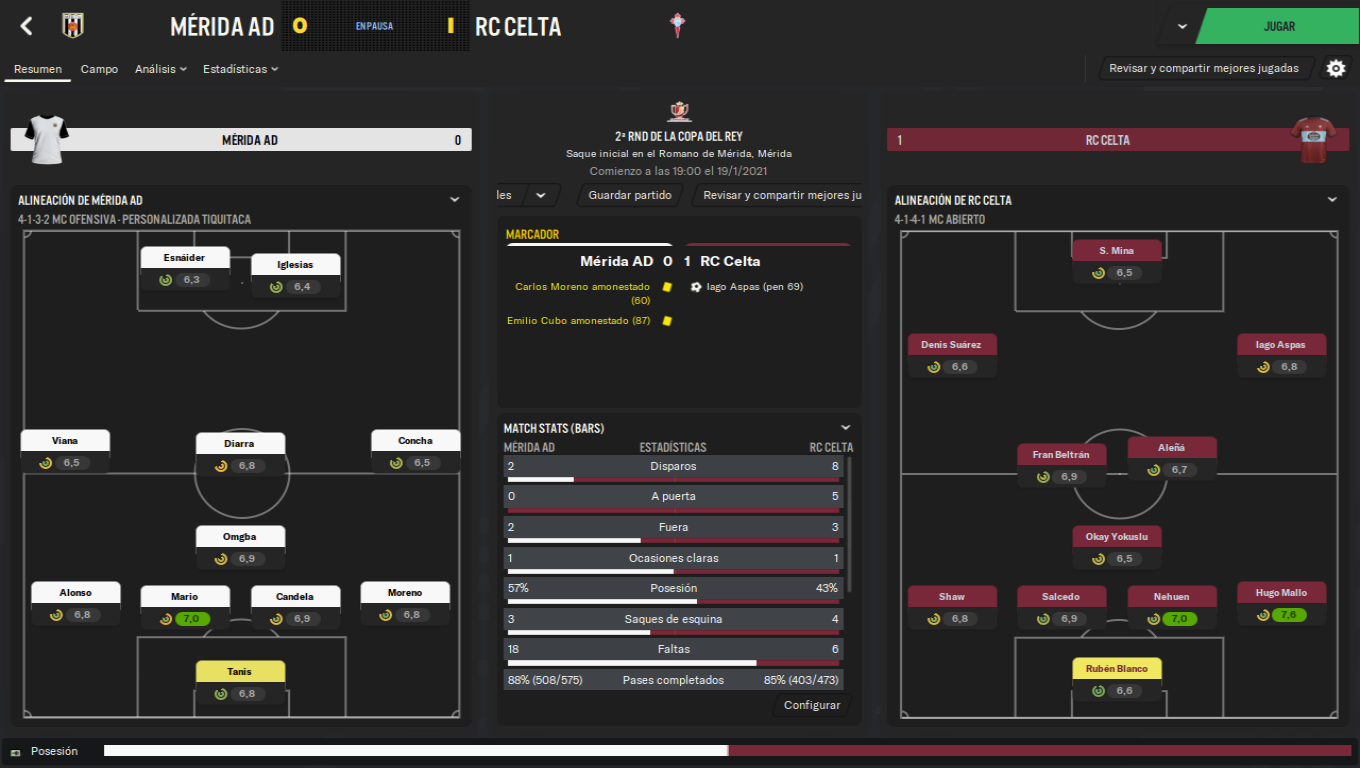 MÉRIDA AD
0
EN PAUSA
1
RC CELTA
JUGAR
Resumen
Campo
Análisis
Estadísticas
Revisar y compartir mejores jugadas
MÉRIDA AD
0
ALINEACIÓN DE MÉRIDA AD
4-1-3-2 MC OFENSIVA - PERSONALIZADA TIQUITACA
Esnáider
6,3
Iglesias
6,4
Viana
6,5
Diarra
6,8
Concha
6,5
Omgba
6,9
Alonso
6,8
Mario
7,0
Candela
6,9
Moreno
6,8
Tanis
6,8
2ª RND DE LA COPA DEL REY
Saque inicial en el Romano de Mérida, Mérida
Comienzo a las 19:00 el 19/1/2021
les
Guardar partido
Revisar y compartir mejores ju
MARCADOR
Mérida AD 0 1 RC Celta
Carlos Moreno amonestado
(60)
Iago Aspas (pen 69)
Emilio Cubo amonestado (87)
MATCH STATS (BARS)
MÉRIDA AD ESTADÍSTICAS RC CELTA
2 Disparos 8
0 A puerta 5
2 Fuera 3
1 Ocasiones claras 1
57% Posesión 43%
3 Saques de esquina 4
18 Faltas 6
88% (508/575) Pases completados 85% (403/473)
Configurar
1
RC CELTA
ALINEACIÓN DE RC CELTA
4-1-4-1 MC ABIERTO
S. Mina
6,5
Denis Suárez
6,6
Iago Aspas
6,8
Fran Beltrán
6,9
Aleñá
6,7
Okay Yokuslu
6,5
Shaw
6,8
Salcedo
6,9
Nehuen
7,0
Hugo Mallo
7,6
Rubén Blanco
6,6
Posesión